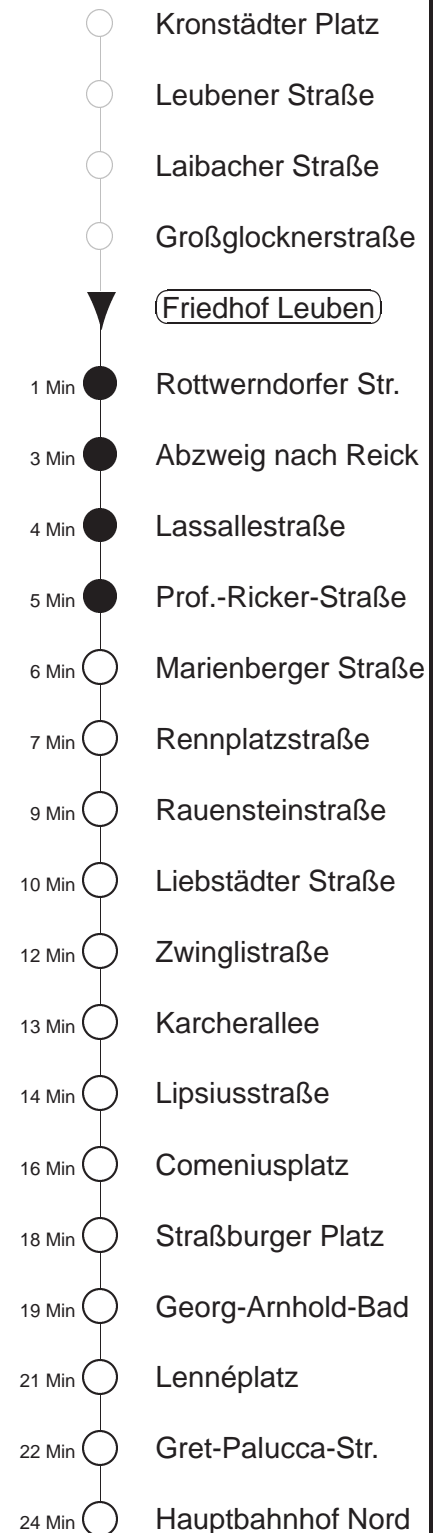 Kronstädter Platz
Leubener Straße
Laibacher Straße
Großglocknerstraße
Friedhof Leuben
1 Min Rottwerndorfer Str.
3 Min Abzweig nach Reick
4 Min Lassallestraße
5 Min Prof.-Ricker-Straße
6 Min Marienberger Straße
7 Min Rennplatzstraße
9 Min Rauensteinstraße
10 Min Liebstädter Straße
12 Min Zwinglistraße
13 Min Karcherallee
14 Min Lipsiusstraße
16 Min Comeniusplatz
18 Min Straßburger Platz
19 Min Georg-Arnhold-Bad
21 Min Lennéplatz
22 Min Gret-Palucca-Str.
24 Min Hauptbahnhof Nord